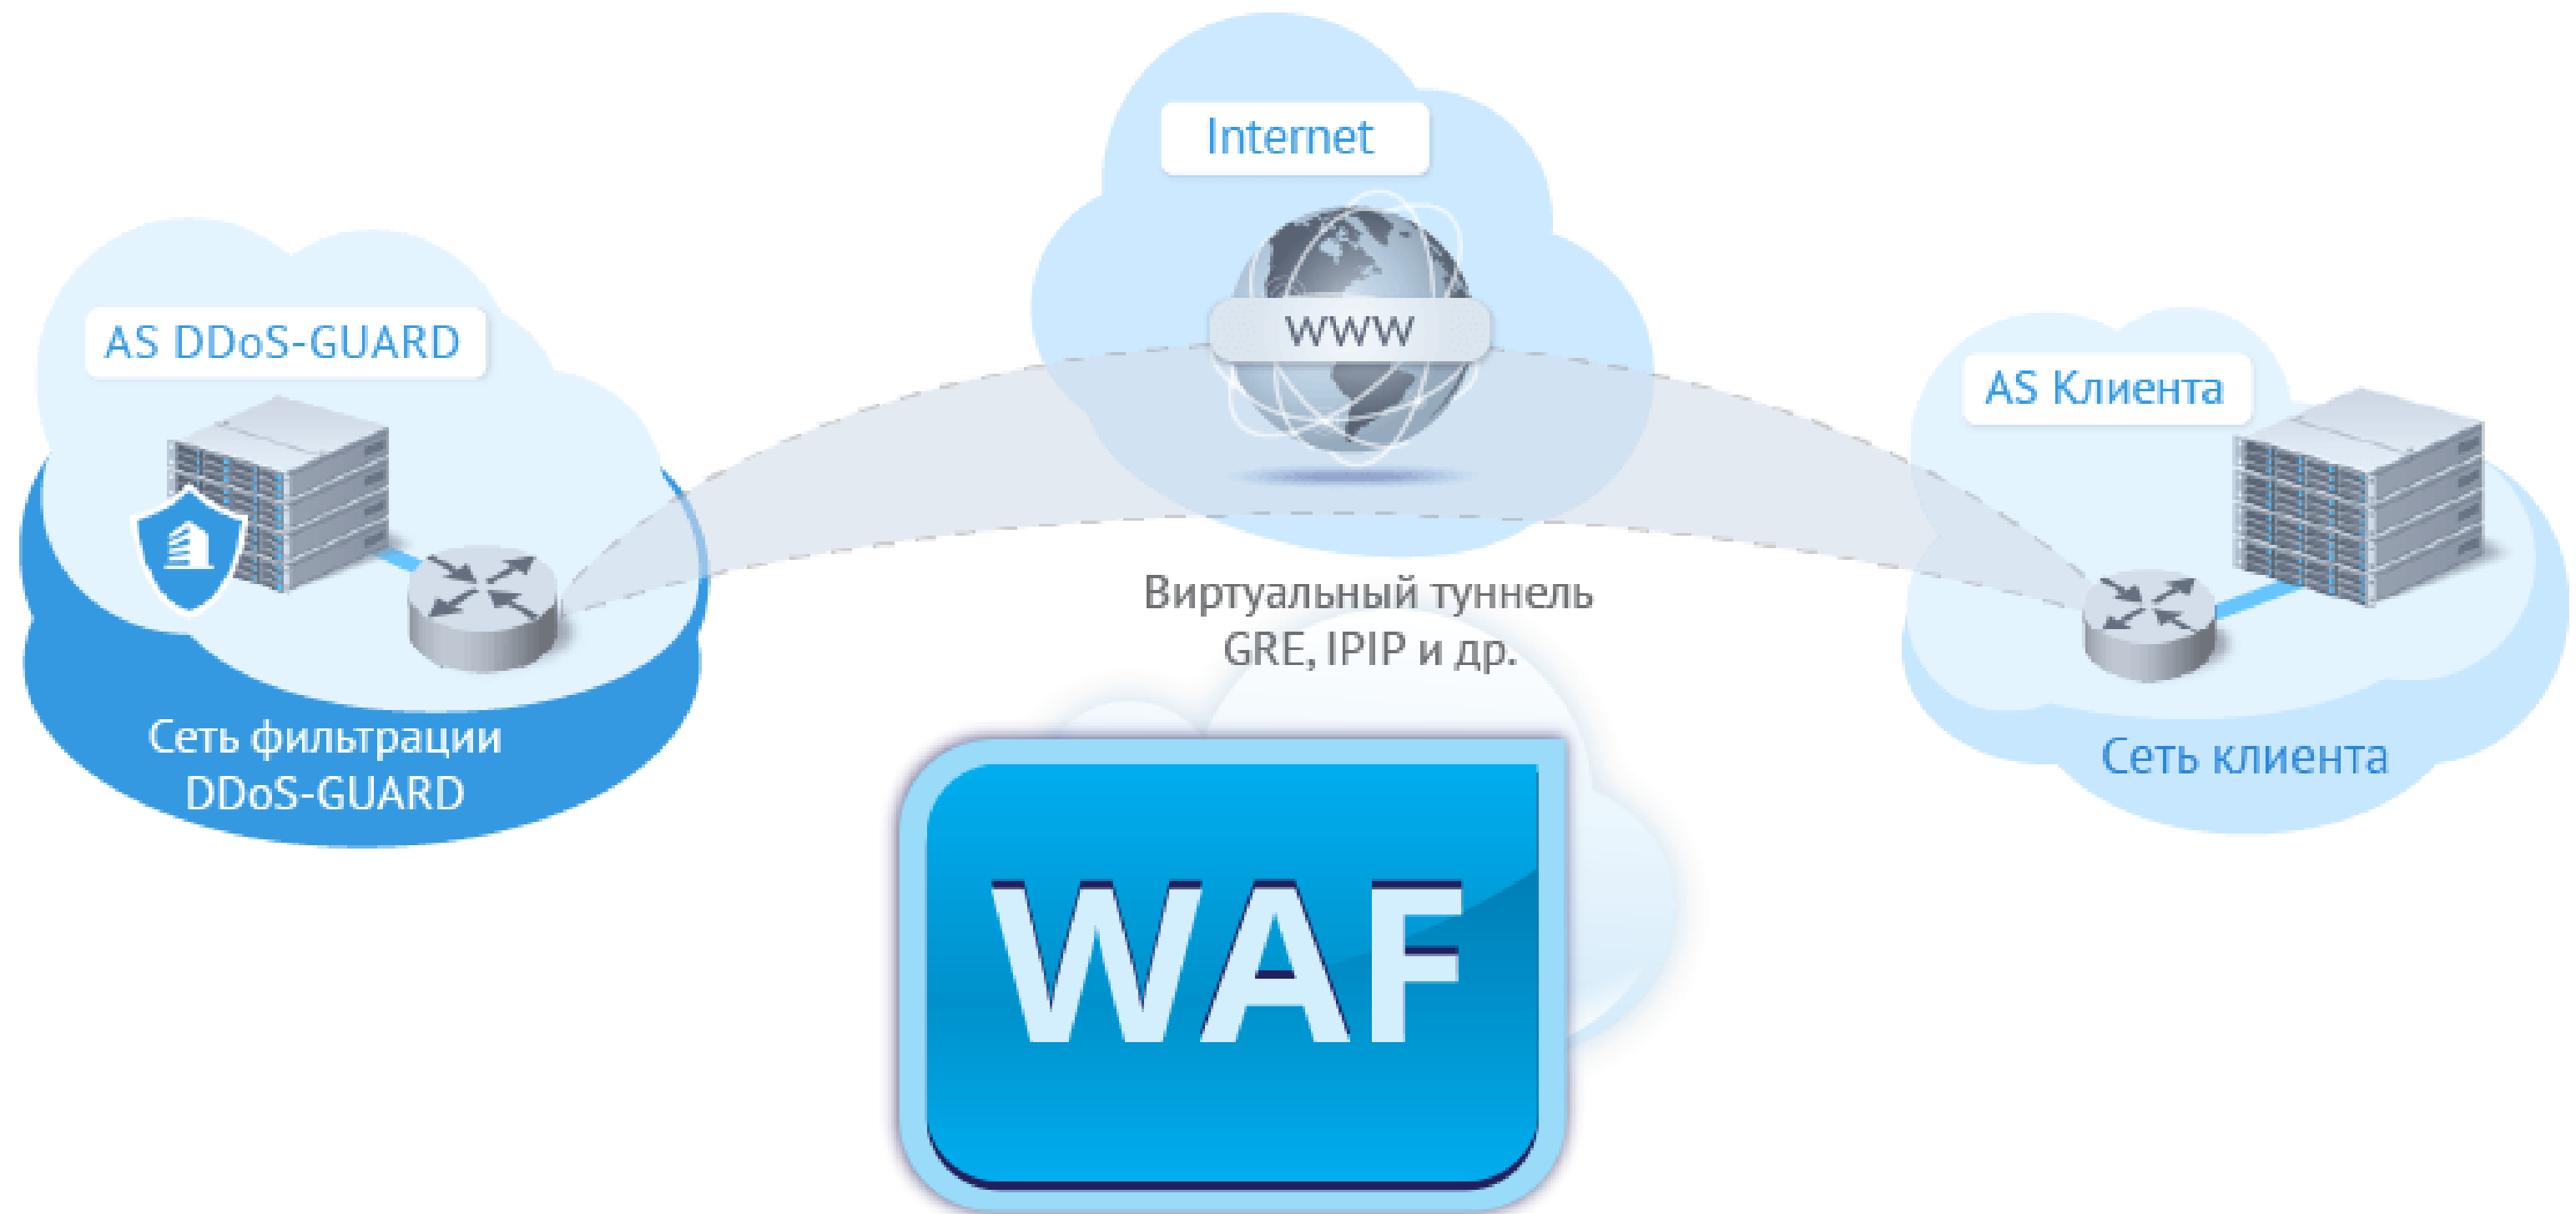 Internet
WWW
AS DDoS-GUARD
AS Клиента
Виртуальный туннель
GRE, IPIP и др.
Сеть фильтрации
DDoS-GUARD
Сеть клиента
WAF